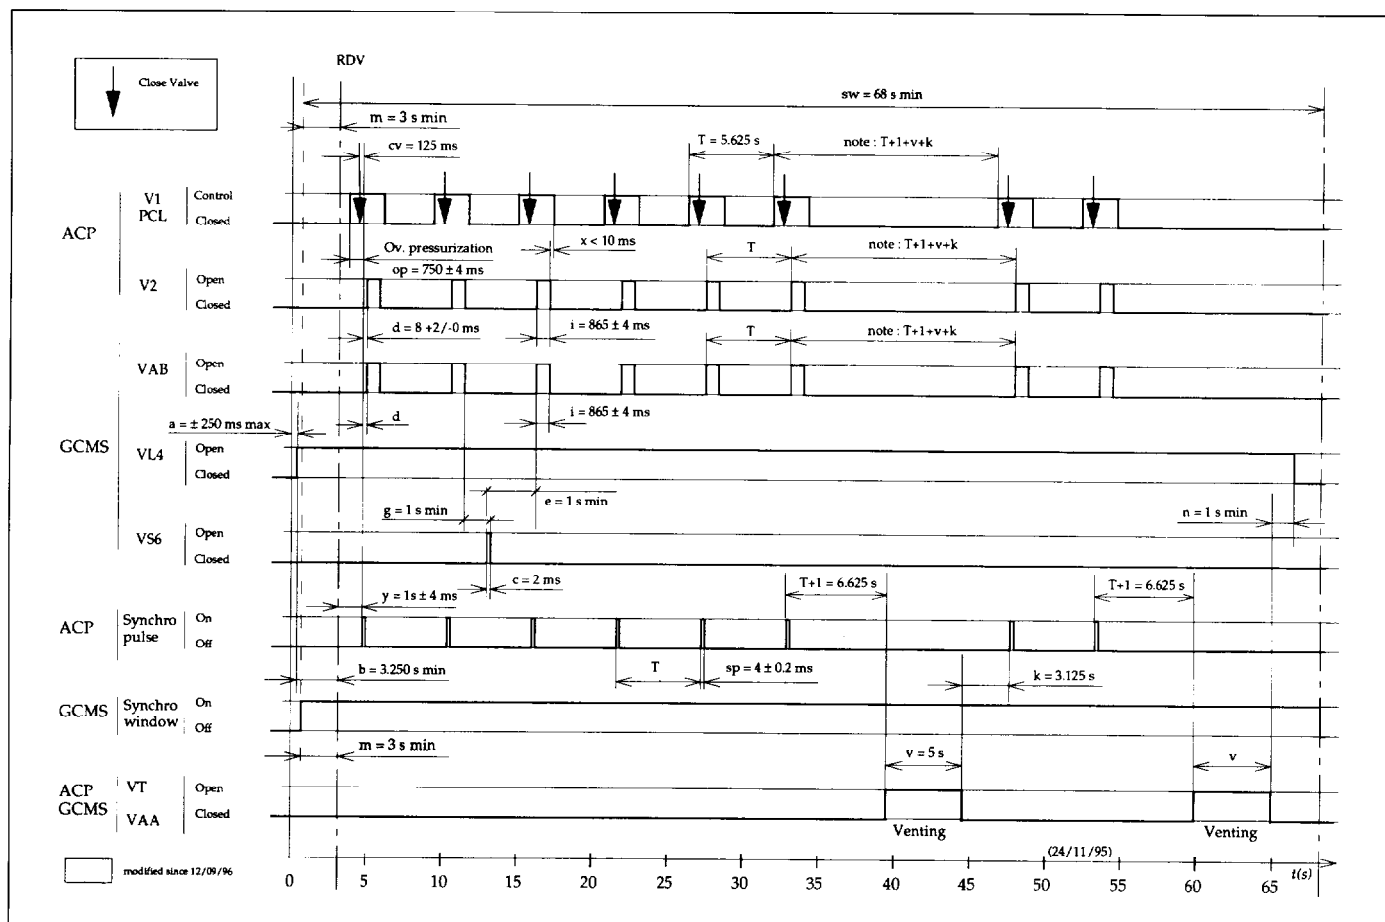 RDV
Close Valve
sw = 68 s min
m = 3 s min
cv = 125 ms
T = 5.625 s
note : T+1+v+k
ACP
V1
PCL
Control
Closed
x < 10 ms
Ov. pressurization
op = 750 ± 4 ms
T
note : T+1+v+k
V2
Open
Closed
d = 8 +2/-0 ms
i = 865 ± 4 ms
T
note : T+1+v+k
GCMS
VAB
Open
Closed
a = ± 250 ms max
d
i = 865 ± 4 ms
VL4
Open
Closed
e = 1 s min
g = 1 s min
n = 1 s min
VS6
Open
Closed
c = 2 ms
T+1 = 6.625 s
T+1 = 6.625 s
y = 1s ± 4 ms
ACP
Synchro
pulse
On
Off
b = 3.250 s min
T
sp = 4 ± 0.2 ms
k = 3.125 s
GCMS
Synchro
window
On
Off
m = 3 s min
v = 5 s
v
ACP
GCMS
VT
VAA
Open
Closed
Venting
Venting
(24/11/95)
modified since 12/09/96
0 5 10 15 20 25 30 35 40 45 50 55 60 65 t(s)